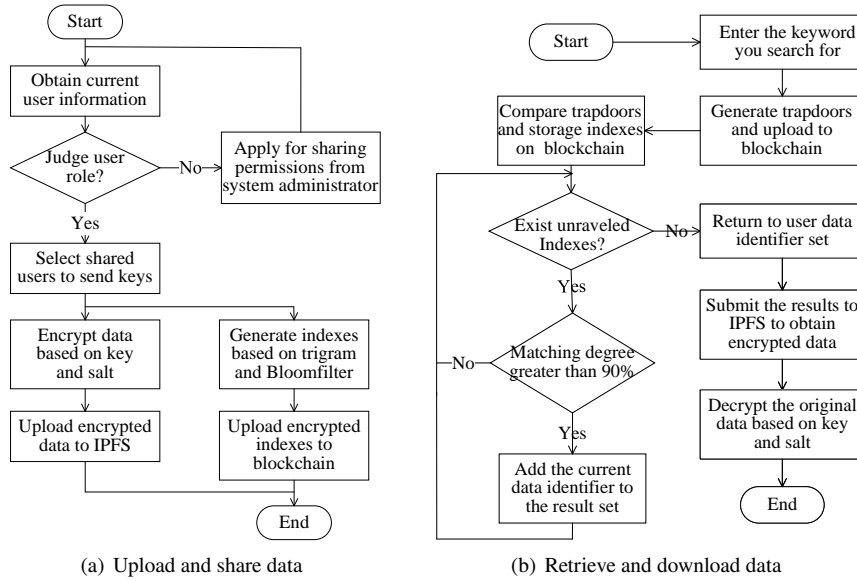 Start
Obtain current
user information
Judge user
role?
No
Apply for sharing
permissions from
system administrator
Yes
Select shared
users to send keys
Encrypt data
based on key
and salt
Generate indexes
based on trigram
and Bloomfilter
Upload encrypted
data to IPFS
Upload encrypted
indexes to
blockchain
End
(a) Upload and share data
Start
Enter the keyword
you search for
Generate trapdoors
and upload to
blockchain
Compare trapdoors
and storage indexes
on blockchain
Exist unraveled
Indexes?
No
Return to user data
identifier set
Yes
Submit the results to
IPFS to obtain
encrypted data
Matching degree
greater than 90%
No
Decrypt the original
data based on key
and salt
Yes
Add the current
data identifier to
the result set
End
(b) Retrieve and download data